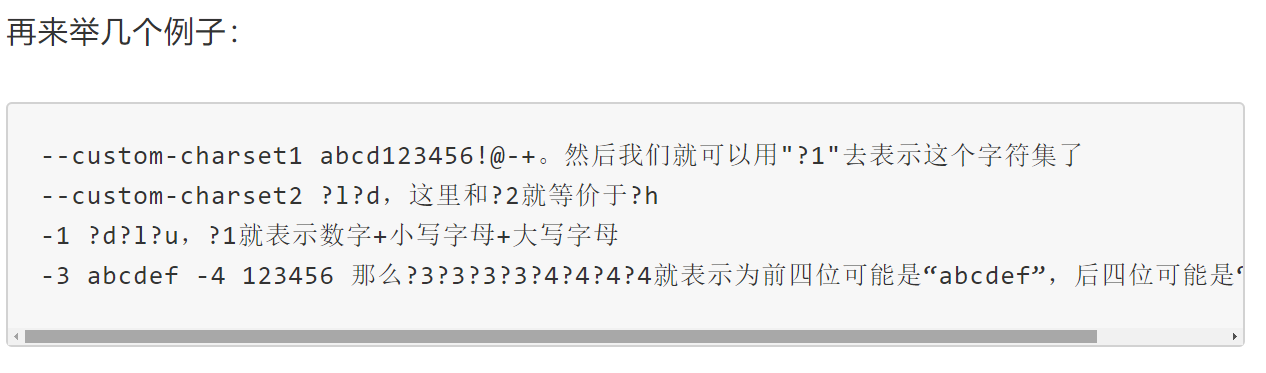 再来举几个例子：
--custom-charset1 abcd123456!@-+。然后我们就可以用"?1"去表示这个字符集了
--custom-charset2 ?l?d，这里和?2就等价于?h
-1 ?d?l?u，?1就表示数字+小写字母+大写字母
-3 abcdef -4 123456 那么?3?3?3?3?4?4?4?4就表示为前四位可能是“abcdef”，后四位可能是“